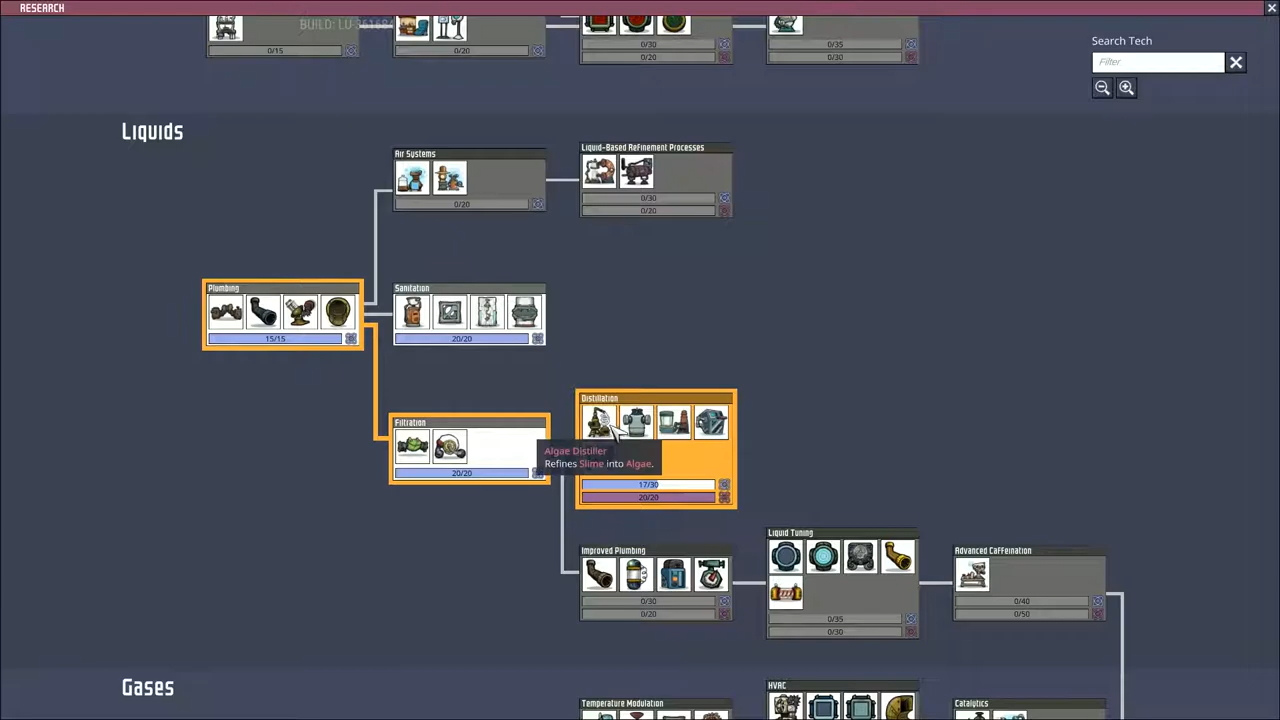 RESEARCH
BUILD: LU-35168
Search Tech
Filter
0/15
0/20
0/30
0/20
0/35
0/30
Liquids
Air Systems
0/20
Liquid-Based Refinement Processes
0/30
0/20
Plumbing
15/15
Sanitation
20/20
Filtration
20/20
Distillation
17/30
20/20
Algae Distiller
Refines Slime into Algae.
Improved Plumbing
0/30
0/20
Liquid Tuning
0/35
0/30
Advanced Caffeination
0/40
0/50
Gases
Temperature Modulation
HVAC
Catalytics